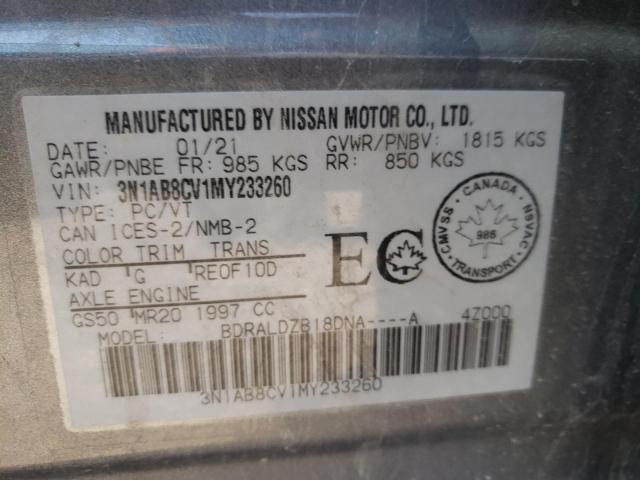 MANUFACTURED BY NISSAN MOTOR CO., LTD.
DATE: 01/21 GVWR/PNBV: 1815 KGS
GAWR/PNBE FR: 985 KGS RR: 850 KGS
VIN: 3N1AB8CV1MY233260
TYPE: PC/VT
CAN ICES-2/NMB-2
COLOR TRIM TRANS
KAD G RE0F10D
AXLE ENGINE
GS50 MR20 1997 CC
MODEL: BDRALDZB18DNA----A 4Z000
3N1AB8CV1MY233260
EC
CANADA
CMVSS NSVAC
986
TRANSPORT